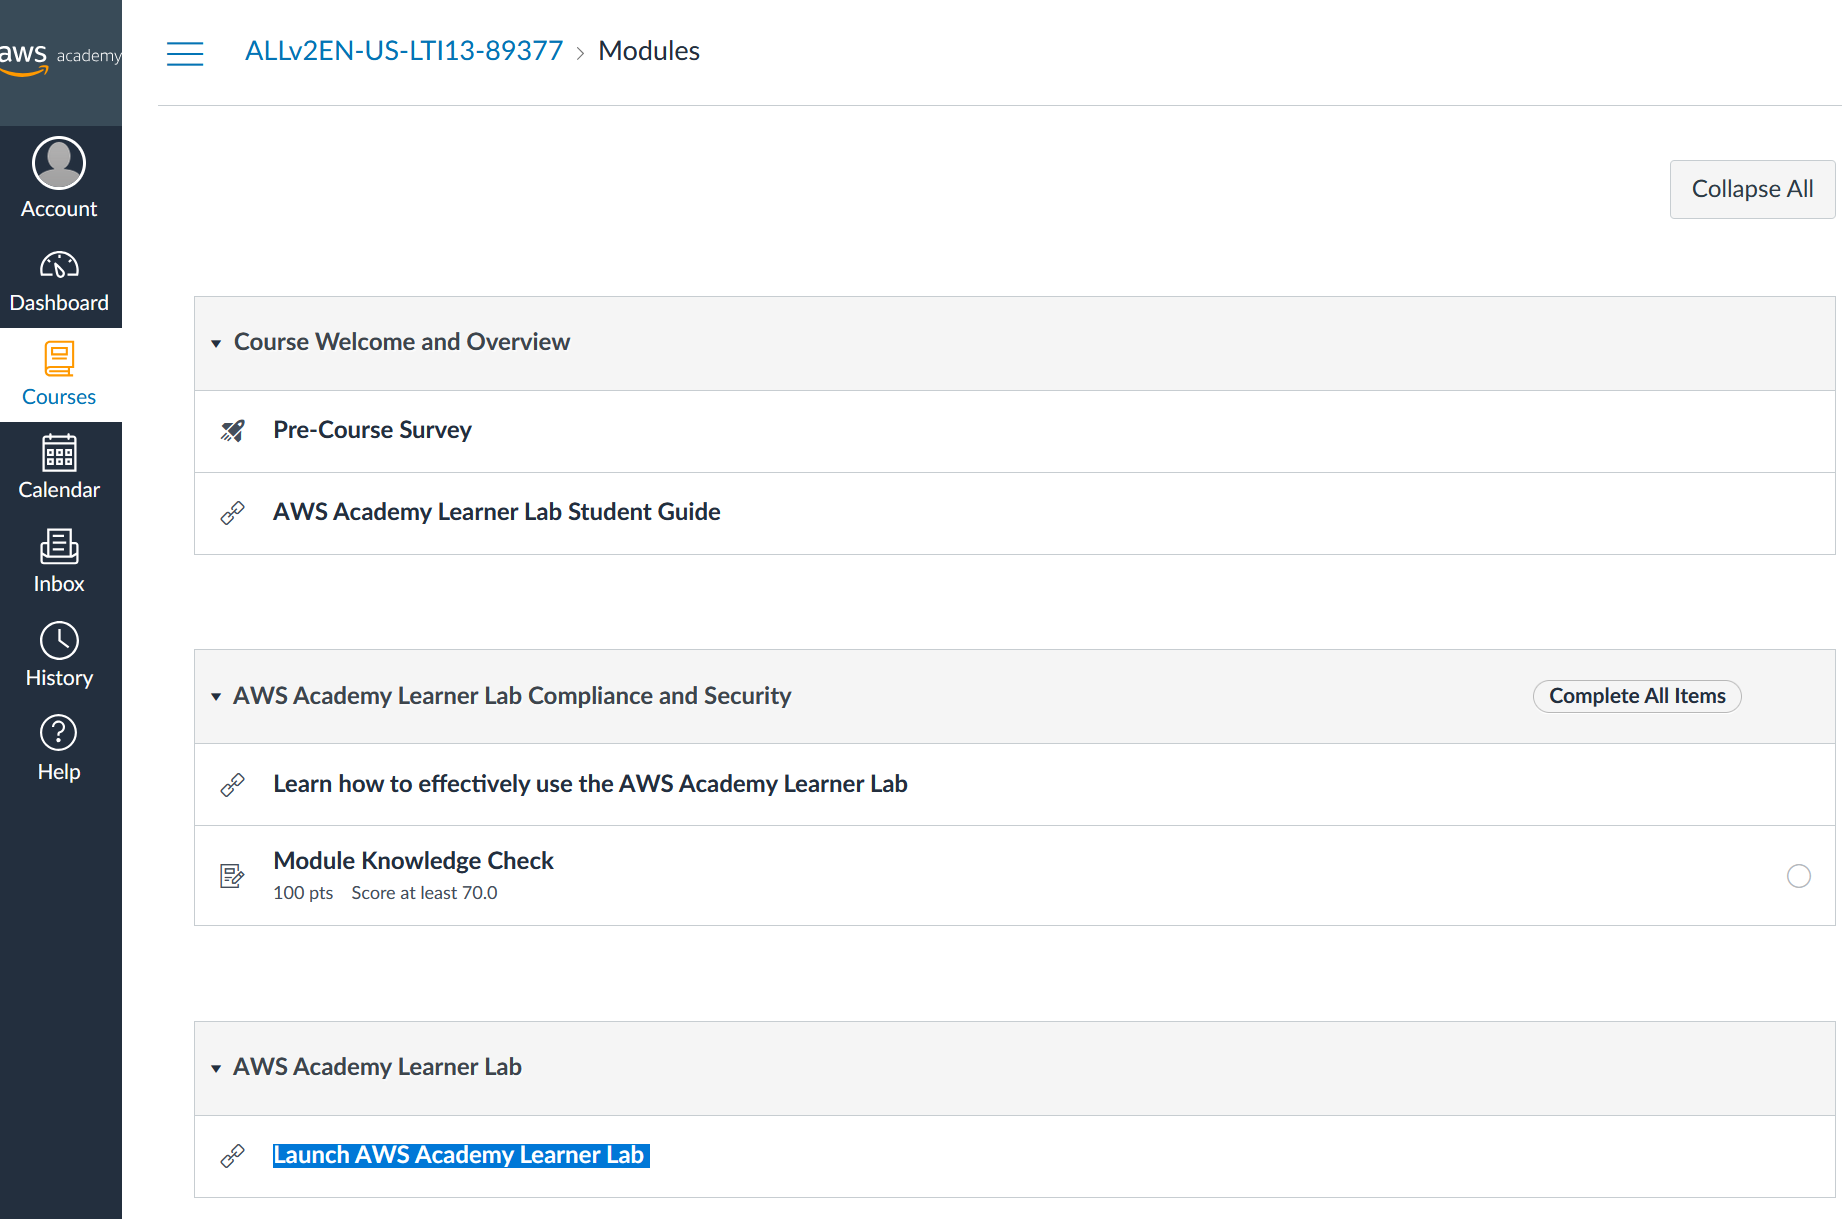 aws academy
ALLv2EN-US-LTI13-89377 > Modules
Account
Dashboard
Courses
Calendar
Inbox
History
Help
Collapse All
Course Welcome and Overview
Pre-Course Survey
AWS Academy Learner Lab Student Guide
AWS Academy Learner Lab Compliance and Security
Complete All Items
Learn how to effectively use the AWS Academy Learner Lab
Module Knowledge Check
100 pts Score at least 70.0
AWS Academy Learner Lab
Launch AWS Academy Learner Lab